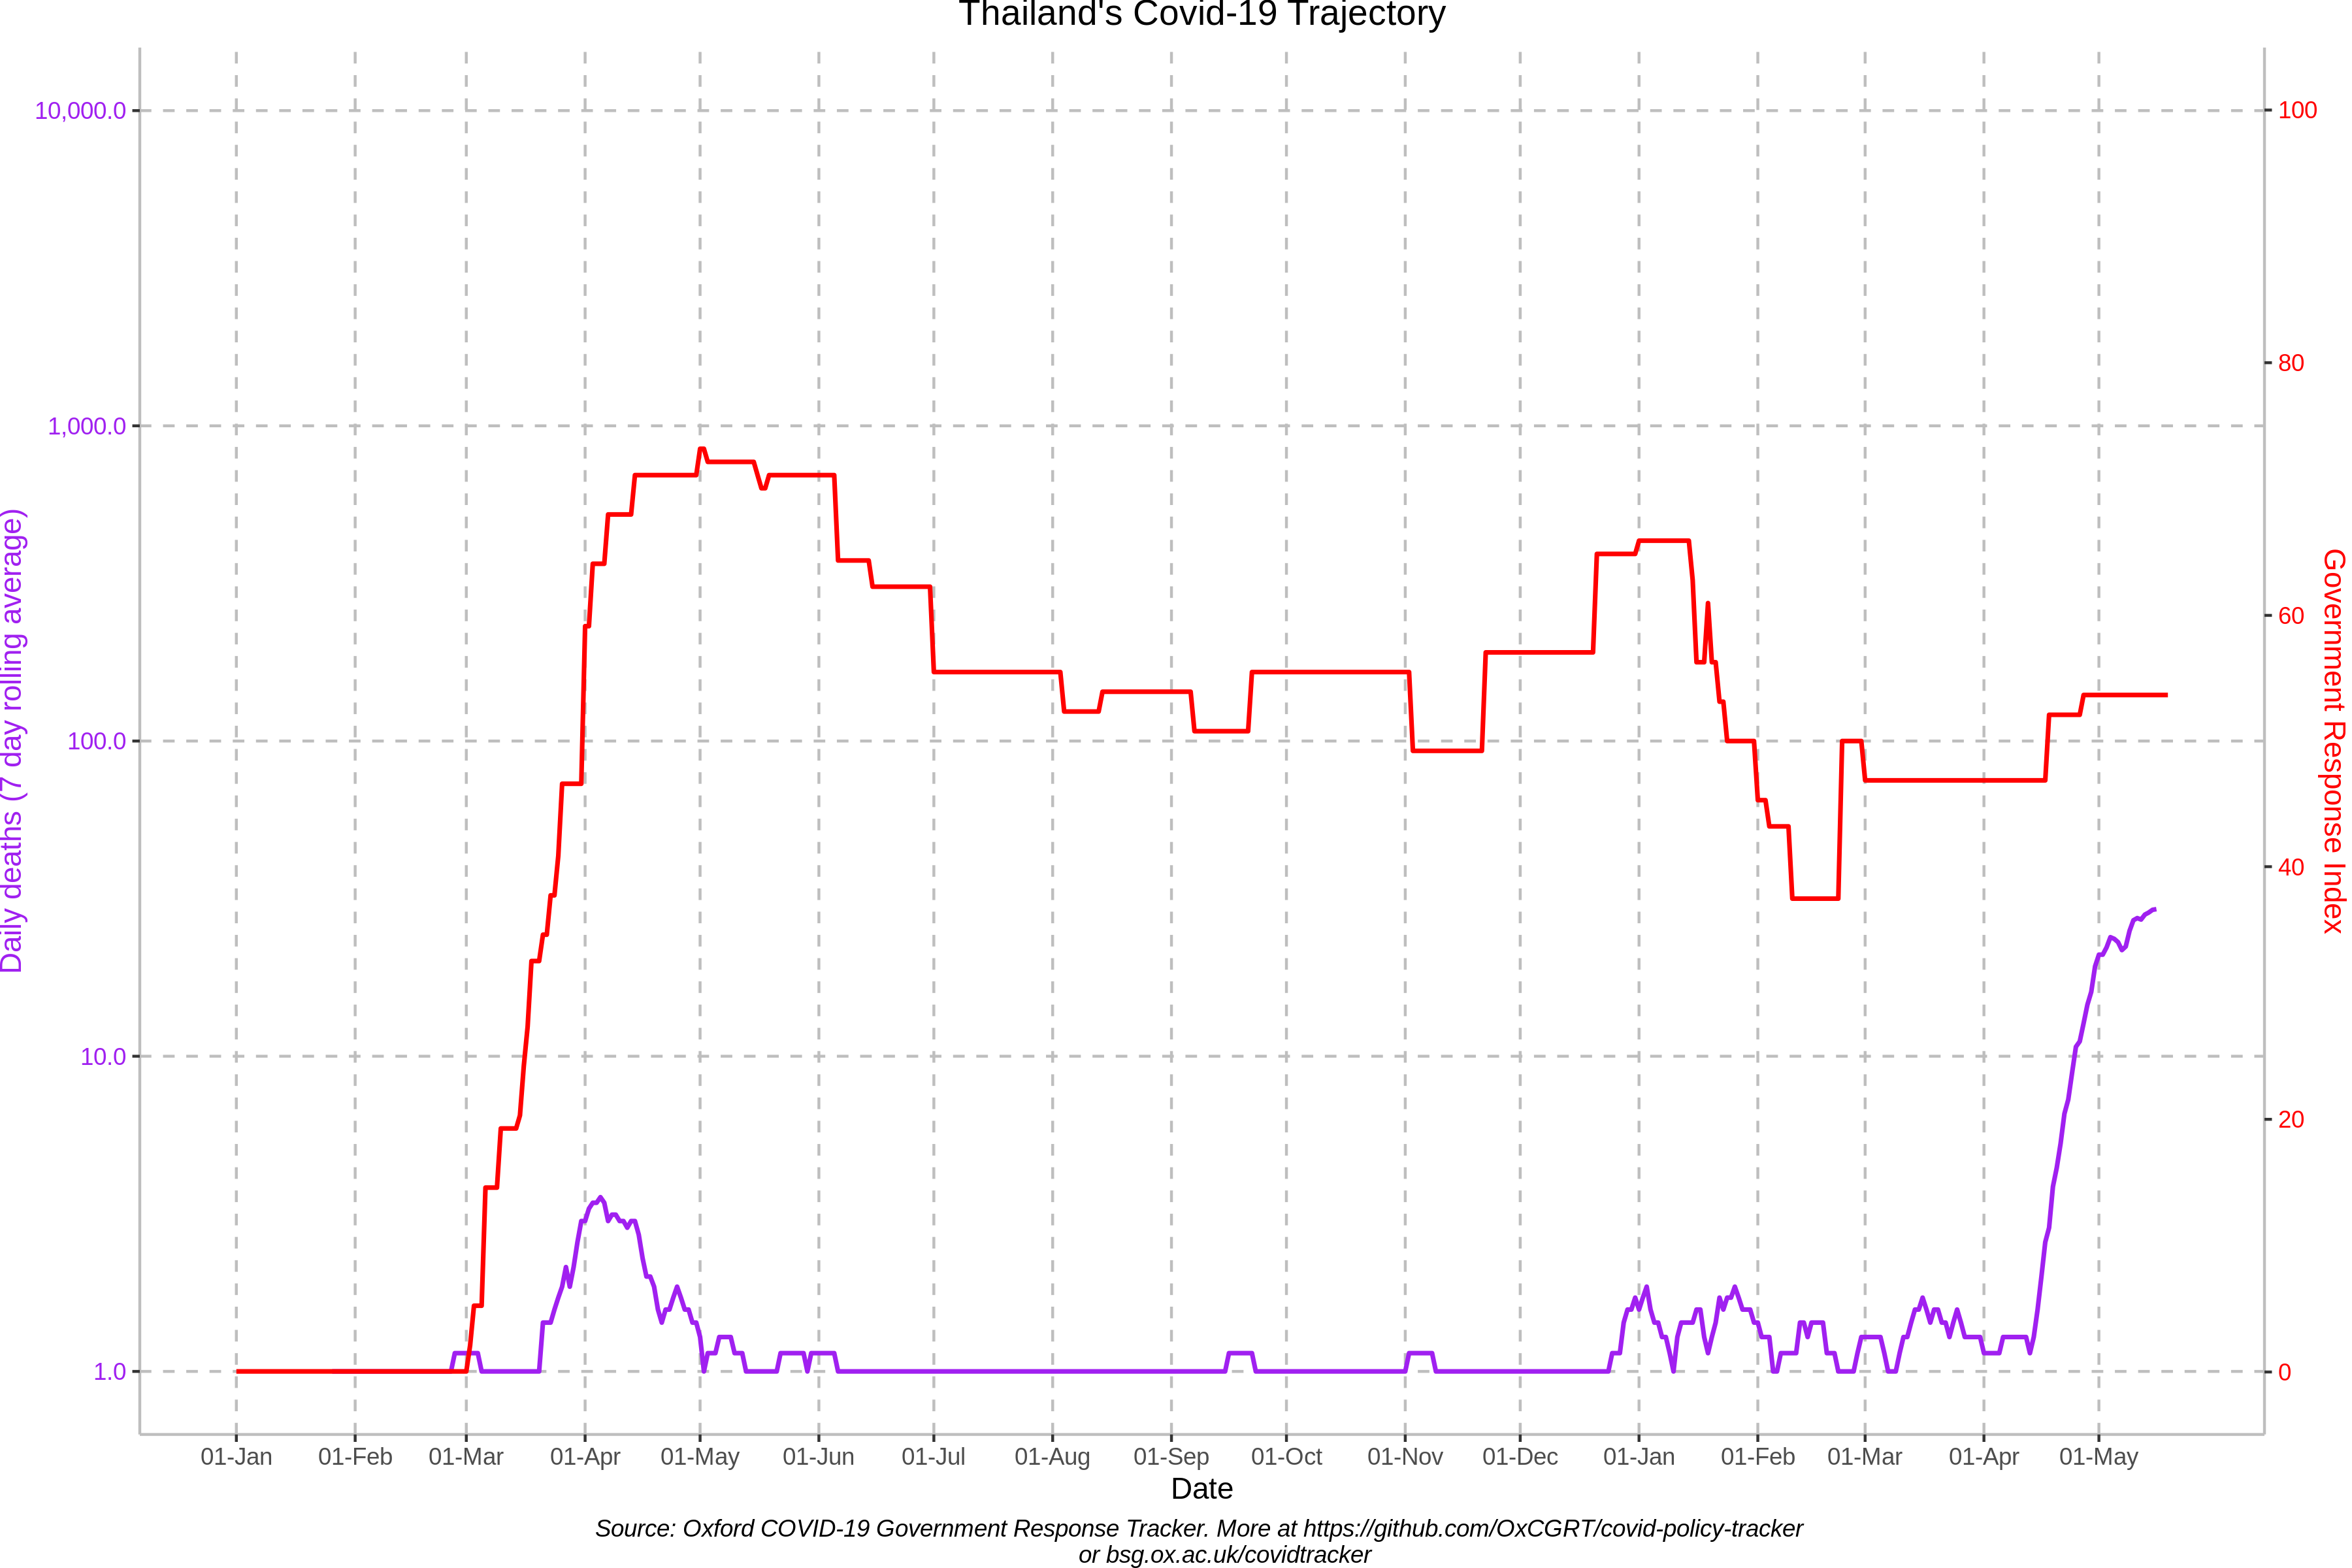 Thailand's Covid-19 Trajectory
10,000.0
1,000.0
100.0
10.0
1.0
Daily deaths (7 day rolling average)
100
80
60
40
20
0
Government Response Index
01-Jan 01-Feb 01-Mar 01-Apr 01-May 01-Jun 01-Jul 01-Aug 01-Sep 01-Oct 01-Nov 01-Dec 01-Jan 01-Feb 01-Mar 01-Apr 01-May
Date
Source: Oxford COVID-19 Government Response Tracker. More at https://github.com/OxCGRT/covid-policy-tracker
or bsg.ox.ac.uk/covidtracker